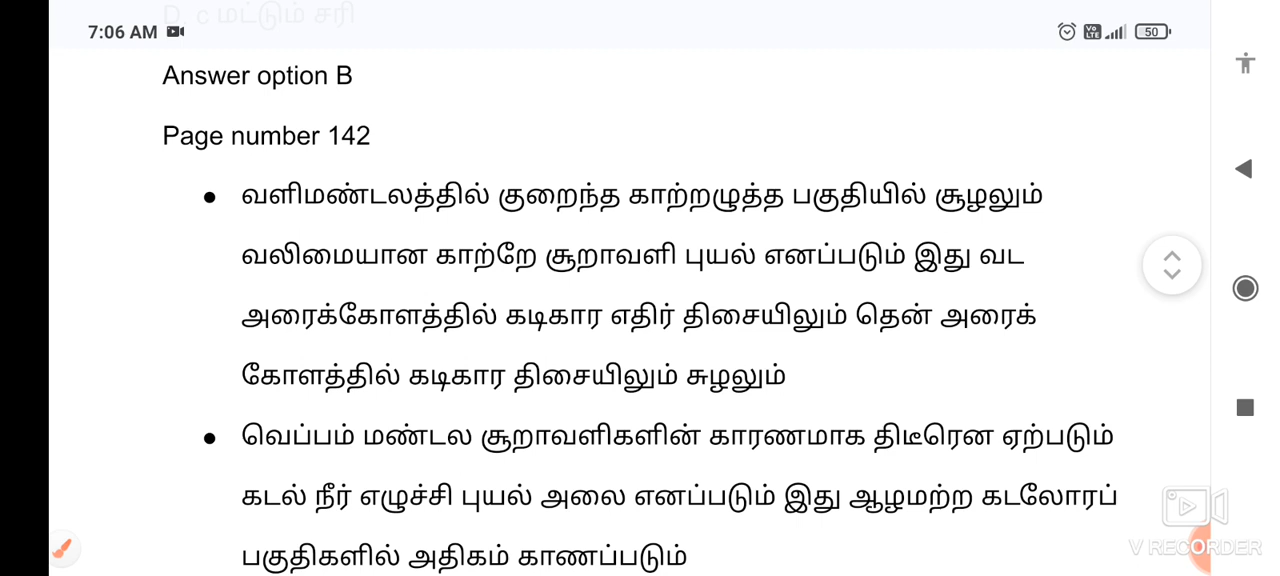 D. c மட்டும் சரி
7:06 AM
50
Answer option B
Page number 142
வளிமண்டலத்தில் குறைந்த காற்றழுத்த பகுதியில் சூழலும்
வலிமையான காற்றே சூறாவளி புயல் எனப்படும் இது வட
அரைக்கோளத்தில் கடிகார எதிர் திசையிலும் தென் அரைக்
கோளத்தில் கடிகார திசையிலும் சுழலும்
வெப்பம் மண்டல சூறாவளிகளின் காரணமாக திடீரென ஏற்படும்
கடல் நீர் எழுச்சி புயல் அலை எனப்படும் இது ஆழமற்ற கடலோரப்
பகுதிகளில் அதிகம் காணப்படும்
V RECORDER